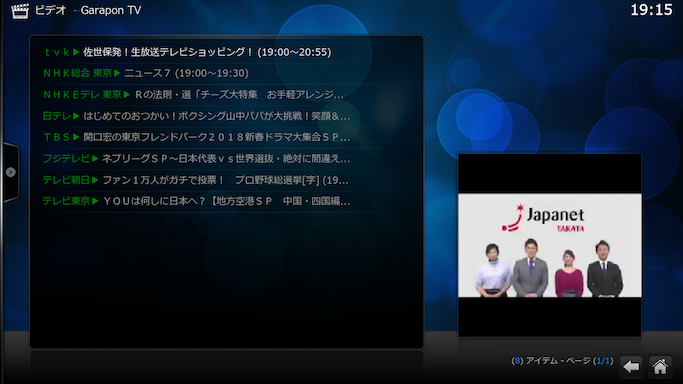 ビデオ - Garapon TV
19:15
ｔｖｋ▶ 佐世保発！生放送テレビショッピング！ (19:00～20:55)
ＮＨＫ総合 東京▶ ニュース７ (19:00～19:30)
ＮＨＫＥテレ 東京▶ Ｒの法則・選「チーズ大特集　お手軽アレンジ...
日テレ▶ はじめてのおつかい！ボクシング山中パパが大挑戦！笑顔＆...
ＴＢＳ▶ 関口宏の東京フレンドパーク２０１８新春ドラマ大集合ＳＰ...
フジテレビ▶ ネプリーグＳＰ～日本代表ｖｓ世界選抜・絶対に間違え...
テレビ朝日▶ ファン１万人がガチで投票！　プロ野球総選挙[字] (19...
テレビ東京▶ ＹＯＵは何しに日本へ？【地方空港ＳＰ　中国・四国編...
Japanet
TAKATA
(8) アイテム - ページ (1/1)